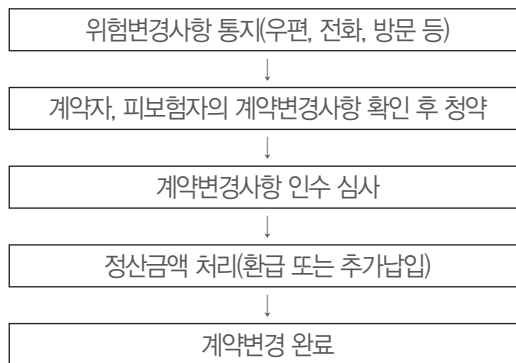 위험변경사항 통지(우편, 전화, 방문 등)
↓
계약자, 피보험자의 계약변경사항 확인 후 청약
↓
계약변경사항 인수 심사
↓
정산금액 처리(환급 또는 추가납입)
↓
계약변경 완료